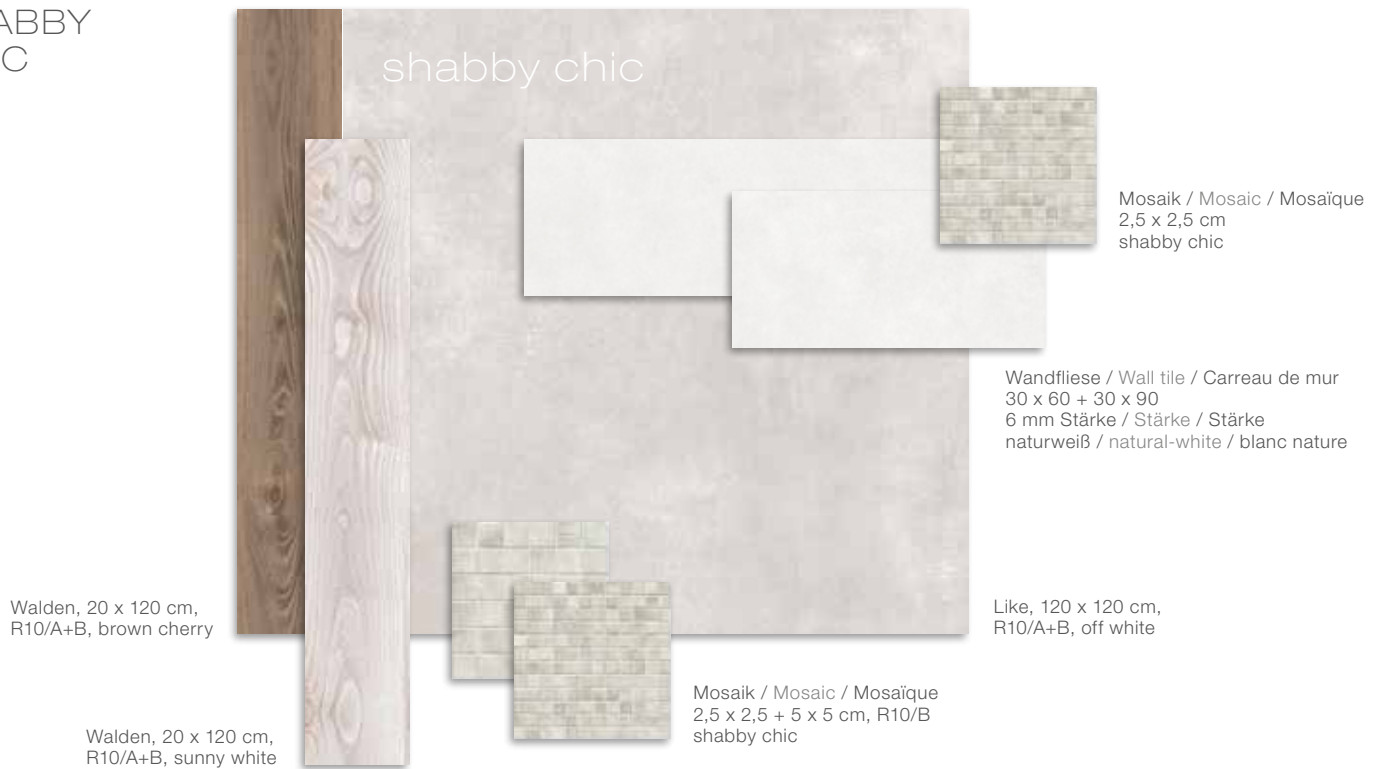 ABBY
C
shabby chic
Mosaik / Mosaic / Mosaïque
2,5 x 2,5 cm
shabby chic
Wandfliese / Wall tile / Carreau de mur
30 x 60 + 30 x 90
6 mm Stärke / Stärke / Stärke
naturweiß / natural-white / blanc nature
Walden, 20 x 120 cm,
R10/A+B, brown cherry
Like, 120 x 120 cm,
R10/A+B, off white
Mosaik / Mosaic / Mosaïque
2,5 x 2,5 + 5 x 5 cm, R10/B
shabby chic
Walden, 20 x 120 cm,
R10/A+B, sunny white